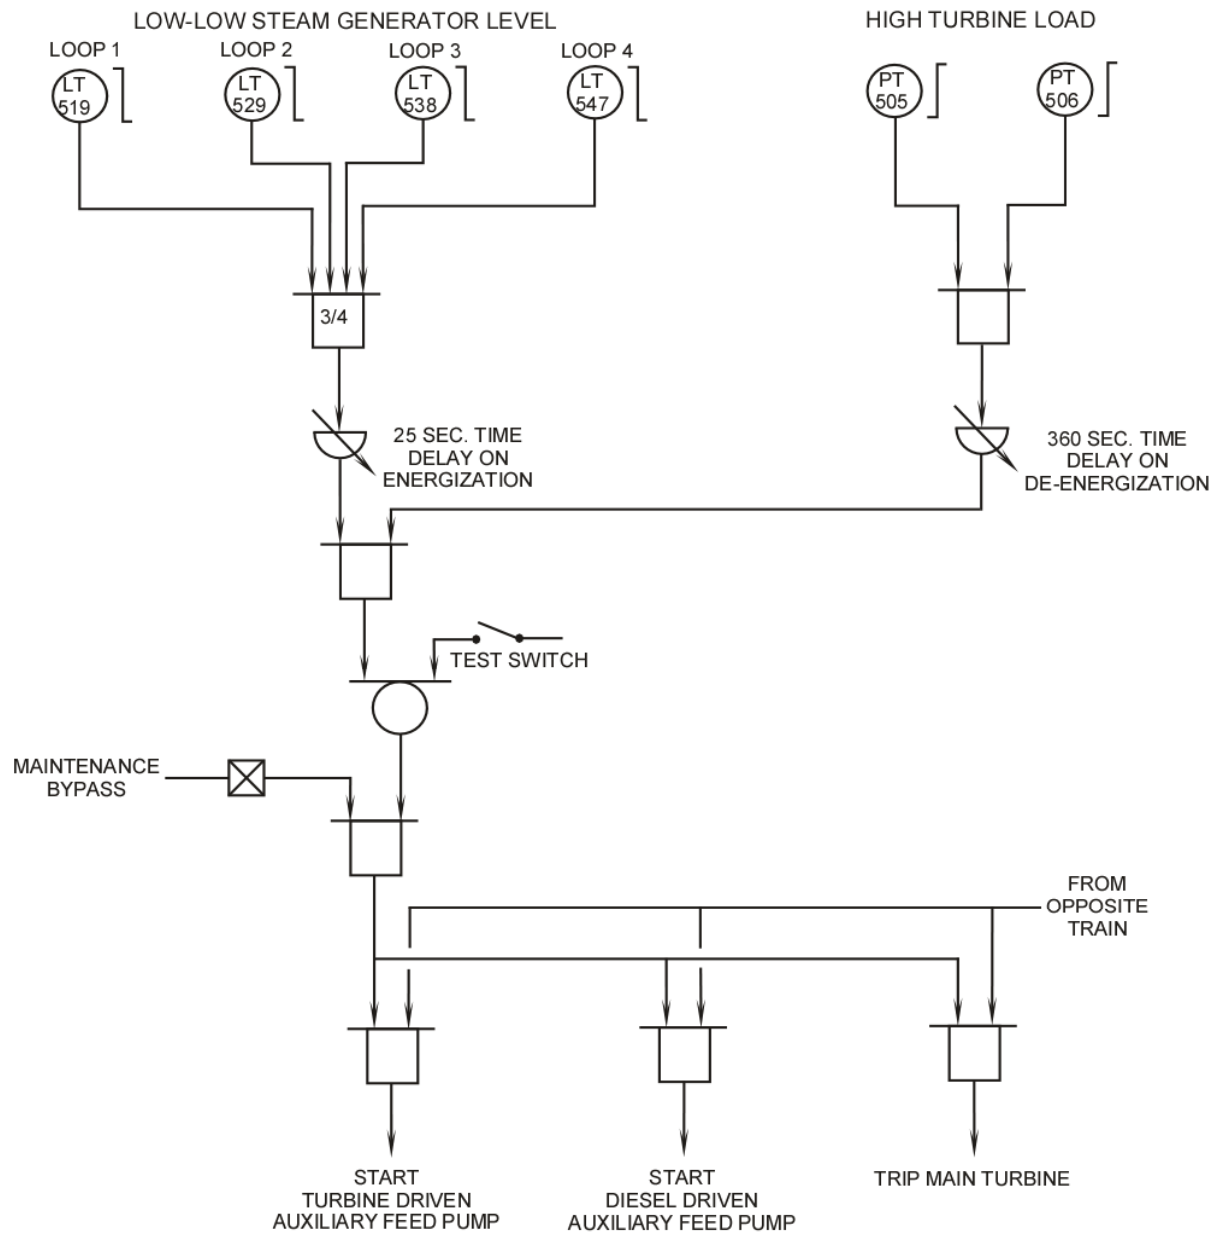 LOW-LOW STEAM GENERATOR LEVEL
HIGH TURBINE LOAD
LOOP 1
LOOP 2
LOOP 3
LOOP 4
LT
519
LT
529
LT
538
LT
547
PT
505
PT
506
3/4
25 SEC. TIME
DELAY ON
ENERGIZATION
360 SEC. TIME
DELAY ON
DE-ENERGIZATION
TEST SWITCH
MAINTENANCE
BYPASS
FROM
OPPOSITE
TRAIN
START
TURBINE DRIVEN
AUXILIARY FEED PUMP
START
DIESEL DRIVEN
AUXILIARY FEED PUMP
TRIP MAIN TURBINE